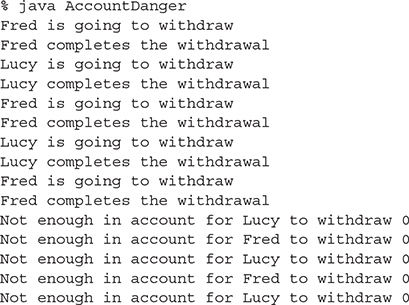 % java AccountDanger
Fred is going to withdraw
Fred completes the withdrawal
Lucy is going to withdraw
Lucy completes the withdrawal
Fred is going to withdraw
Fred completes the withdrawal
Lucy is going to withdraw
Lucy completes the withdrawal
Fred is going to withdraw
Fred completes the withdrawal
Not enough in account for Lucy to withdraw 0
Not enough in account for Fred to withdraw 0
Not enough in account for Lucy to withdraw 0
Not enough in account for Fred to withdraw 0
Not enough in account for Lucy to withdraw 0